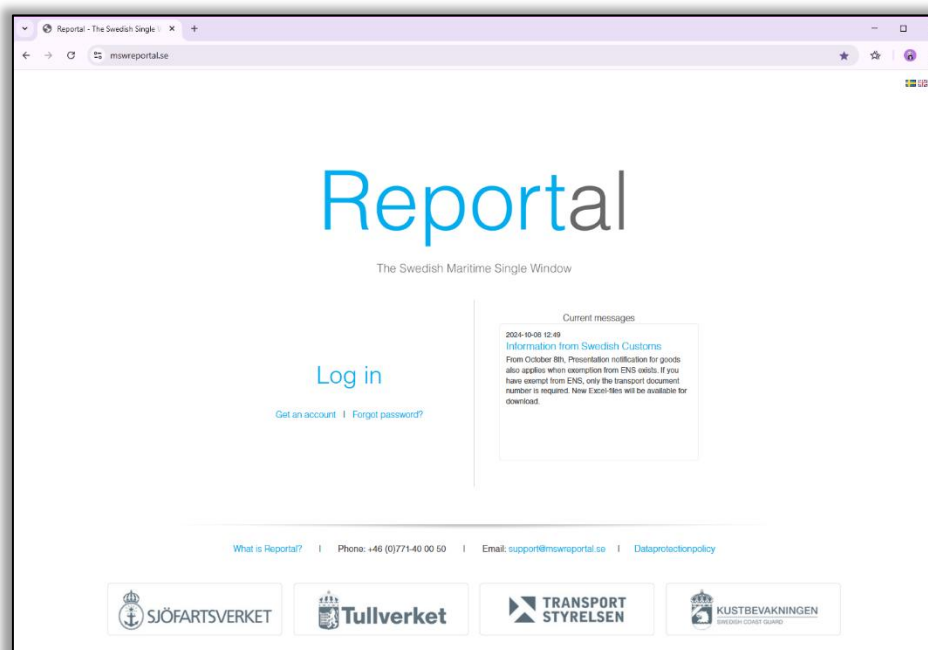 Reportal - The Swedish Single W
mswreportal.se
Reportal
The Swedish Maritime Single Window
Log in
Get an account | Forgot password?
Current messages
2024-10-08 12:49
Information from Swedish Customs
From October 8th, Presentation notification for goods
also applies when exemption from ENS exists. If you
have exempt from ENS, only the transport document
number is required. New Excel-files will be available for
download.
What is Reportal? | Phone: +46 (0)771-40 00 50 | Email: support@mswreportal.se | Dataprotectionpolicy
SJÖFARTSVERKET
Tullverket
TRANSPORT
STYRELSEN
KUSTBEVAKNINGEN
SWEDISH COAST GUARD